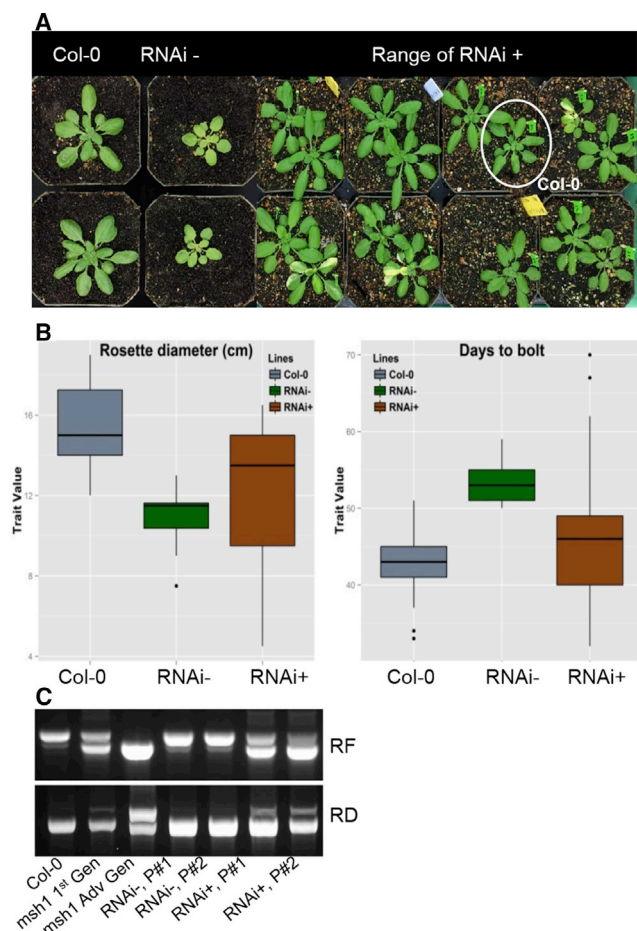 A
Col-0 RNAi - Range of RNAi +
Col-0
B
Rosette diameter (cm)
Lines
Col-0
RNAi-
RNAi+
Trait Value
16
12
8
4
Col-0 RNAi- RNAi+
Days to bolt
Lines
Col-0
RNAi-
RNAi+
Trait Value
70
60
50
40
Col-0 RNAi- RNAi+
C
RF
RD
Col-0
msh1 1st Gen
msh1 Adv Gen
RNAi-, P#1
RNAi-, P#2
RNAi+, P#1
RNAi+, P#2